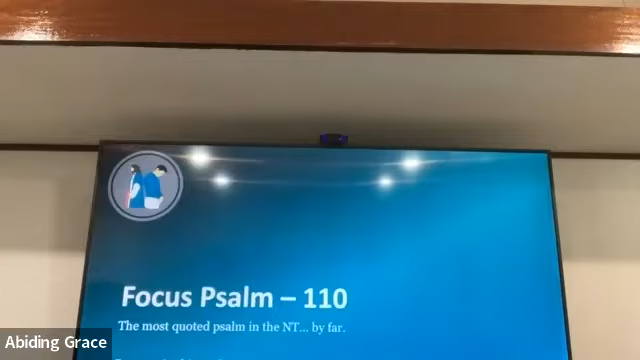 Focus Psalm – 110
The most quoted psalm in the NT... by far.
Abiding Grace